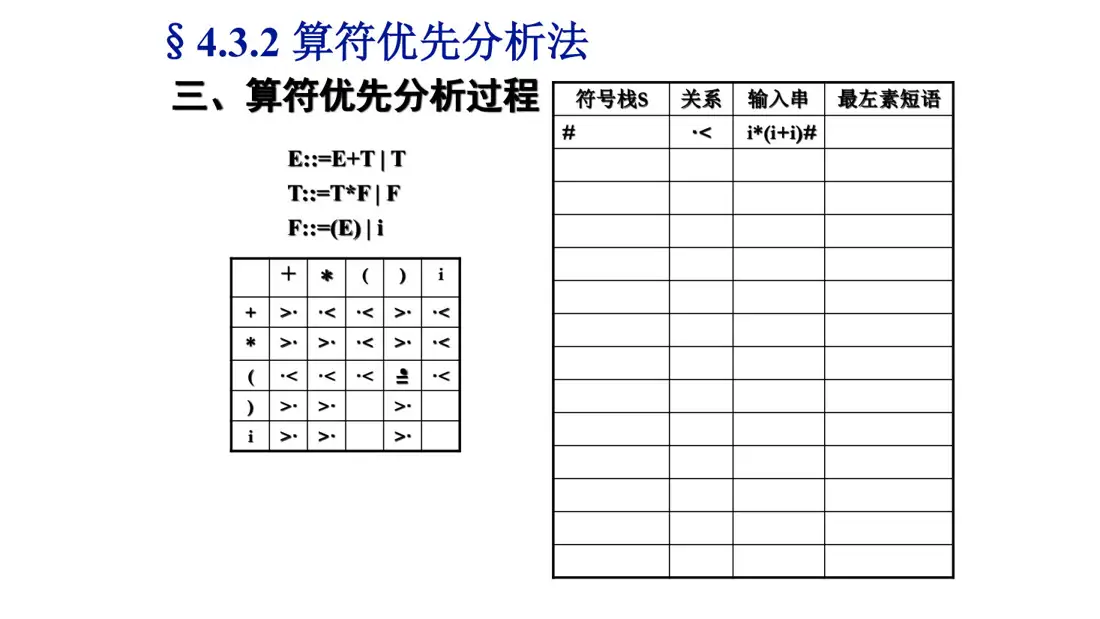 § 4.3.2 算符优先分析法
三、算符优先分析过程
E::=E+T | T
T::=T*F | F
F::=(E) | i
+ * ( ) i
+ >· ·< ·< >· ·<
* >· >· ·< >· ·<
( ·< ·< ·< ≐ ·<
) >· >· >·
i >· >· >·
符号栈S 关系 输入串 最左素短语
# ·< i*(i+i)#